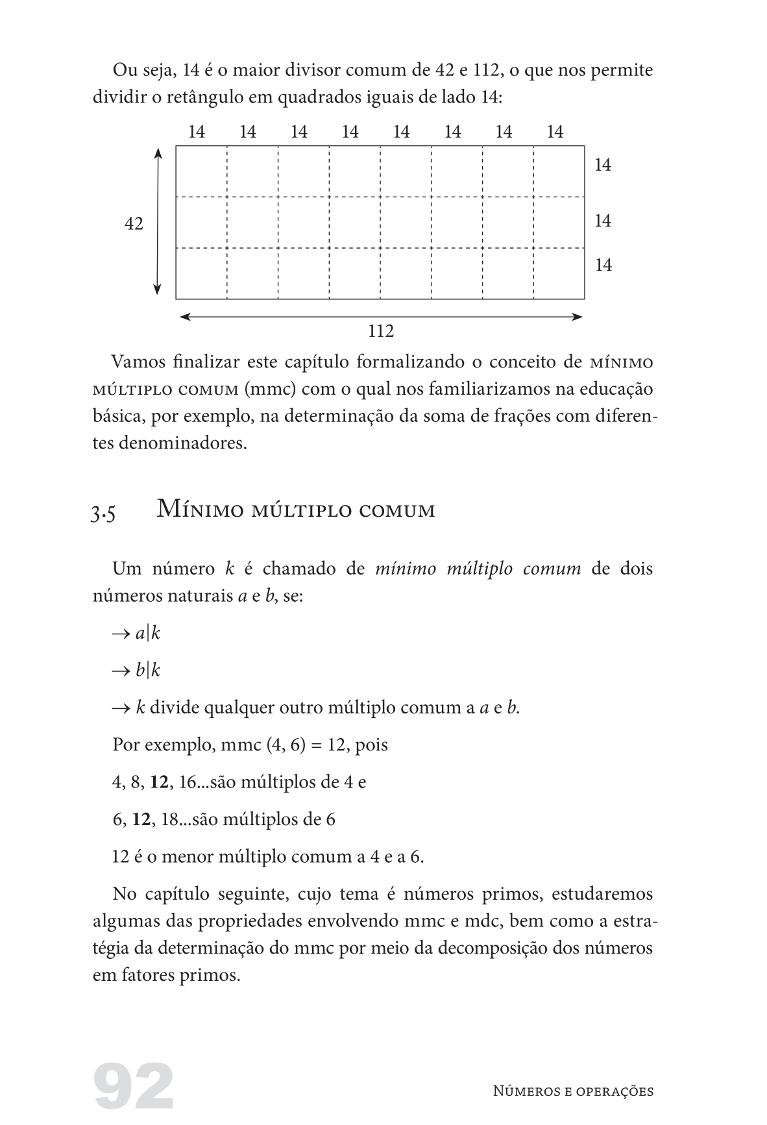 Ou seja, 14 é o maior divisor comum de 42 e 112, o que nos permite
dividir o retângulo em quadrados iguais de lado 14:
14 14 14 14 14 14 14 14
14
42
14
14
112
Vamos finalizar este capítulo formalizando o conceito de MÍNIMO
MÚLTIPLO COMUM (mmc) com o qual nos familiarizamos na educação
básica, por exemplo, na determinação da soma de frações com diferen-
tes denominadores.
3.5 MÍNIMO MÚLTIPLO COMUM
Um número k é chamado de mínimo múltiplo comum de dois
números naturais a e b, se:
→ a|k
→ b|k
→ k divide qualquer outro múltiplo comum a a e b.
Por exemplo, mmc (4, 6) = 12, pois
4, 8, 12, 16...são múltiplos de 4 e
6, 12, 18...são múltiplos de 6
12 é o menor múltiplo comum a 4 e a 6.
No capítulo seguinte, cujo tema é números primos, estudaremos
algumas das propriedades envolvendo mmc e mdc, bem como a estra-
tégia da determinação do mmc por meio da decomposição dos números
em fatores primos.
92
NÚMEROS E OPERAÇÕES